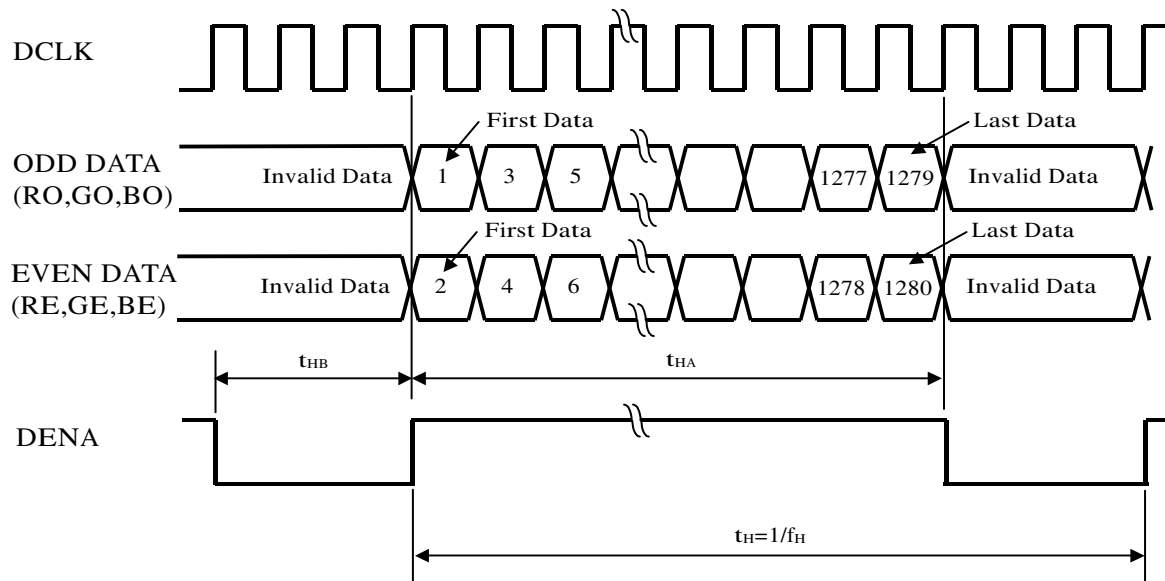 DCLK
First Data
Last Data
ODD DATA
(RO,GO,BO)
Invalid Data 1 3 5 1277 1279 Invalid Data
First Data
Last Data
EVEN DATA
(RE,GE,BE)
Invalid Data 2 4 6 1278 1280 Invalid Data
tHB
tHA
DENA
tH=1/fH